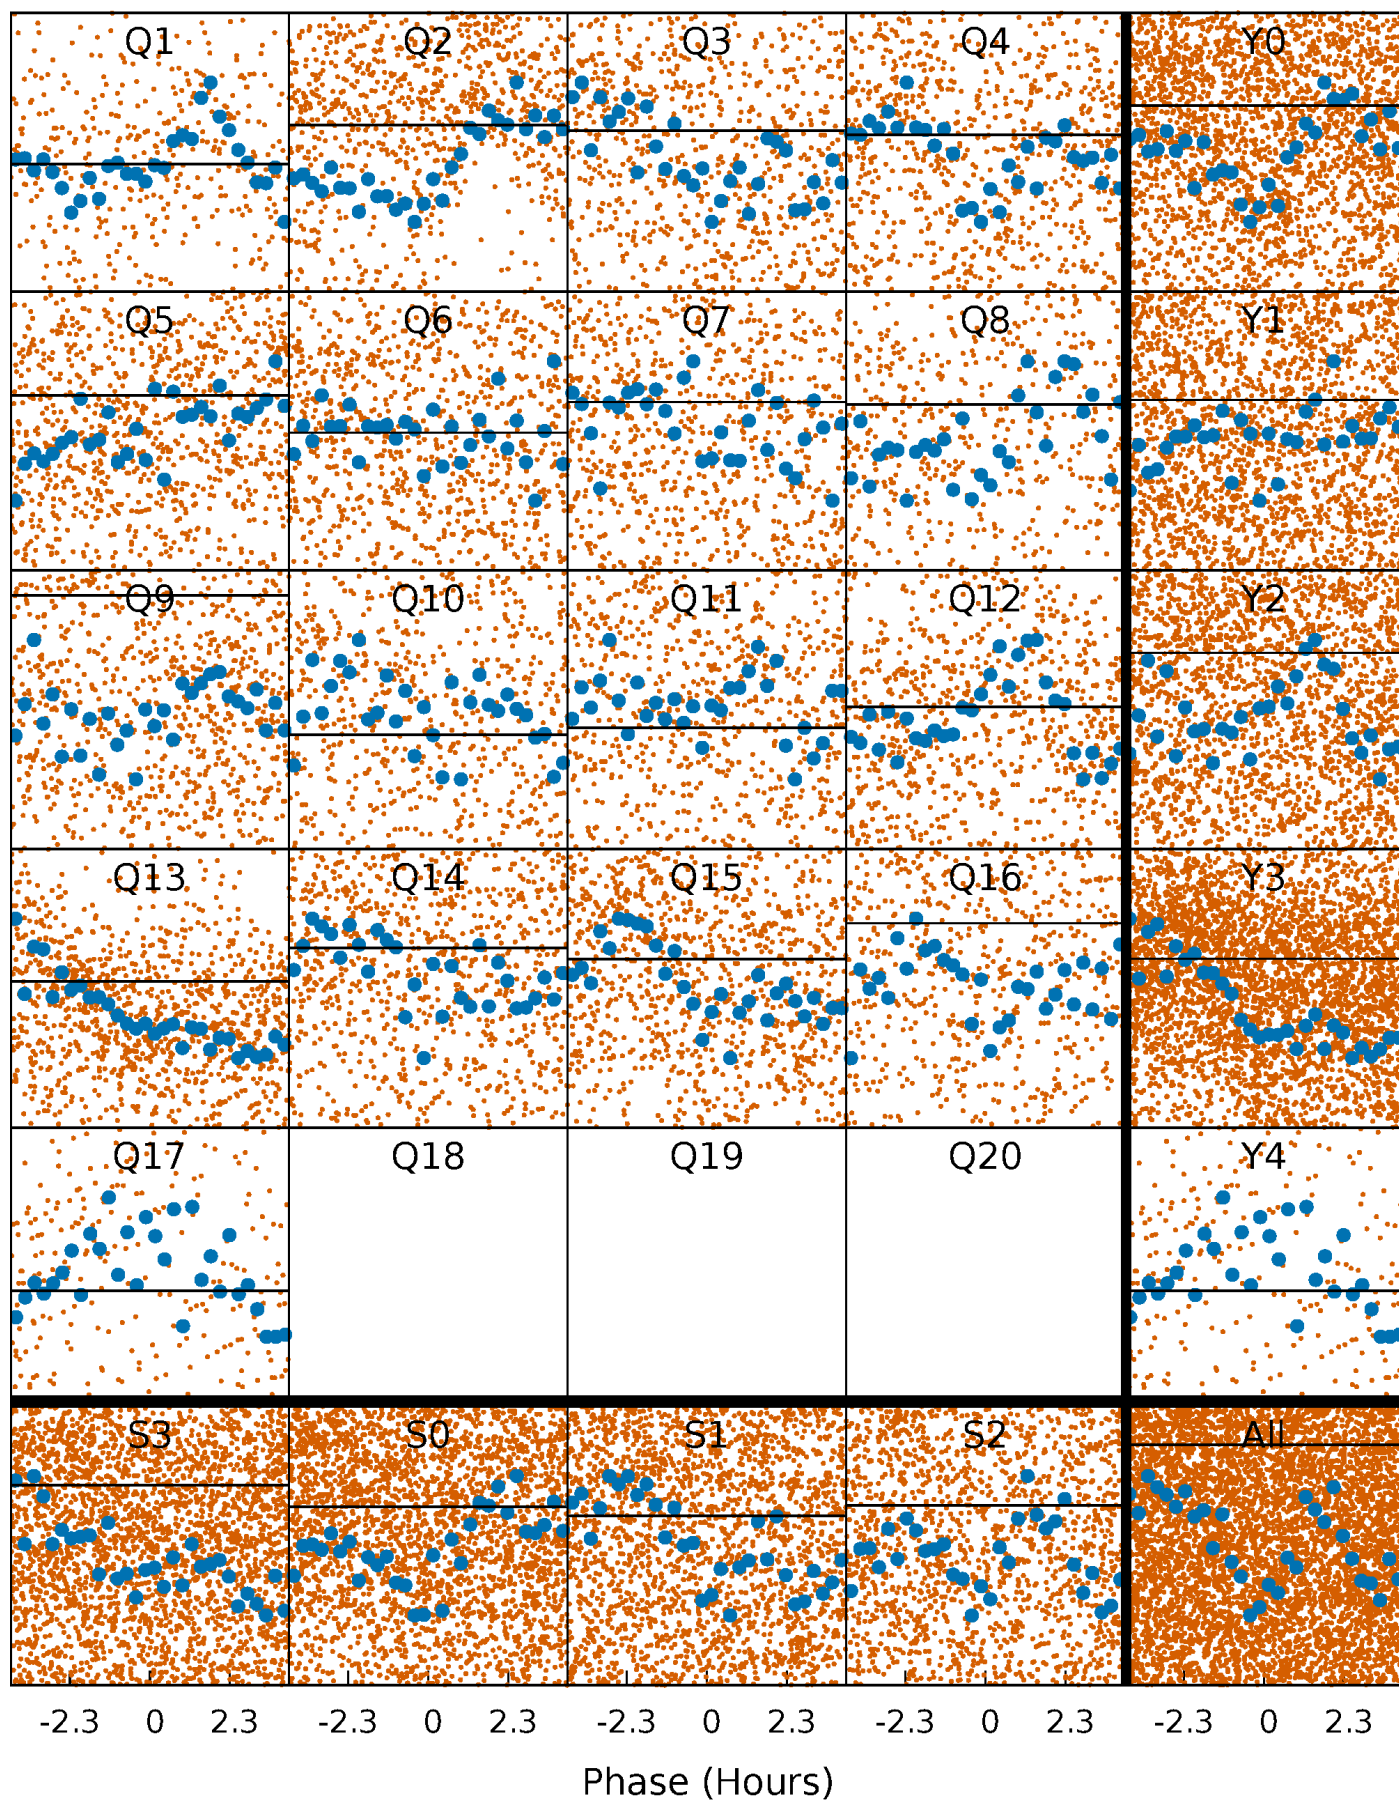 Q1 Q2 Q3 Q4 Y0
Q5 Q6 Q7 Q8 Y1
Q9 Q10 Q11 Q12 Y2
Q13 Q14 Q15 Q16 Y3
Q17 Q18 Q19 Q20 Y4
S3 S0 S1 S2 All
-2.3 0 2.3 -2.3 0 2.3 -2.3 0 2.3 -2.3 0 2.3 -2.3 0 2.3
Phase (Hours)